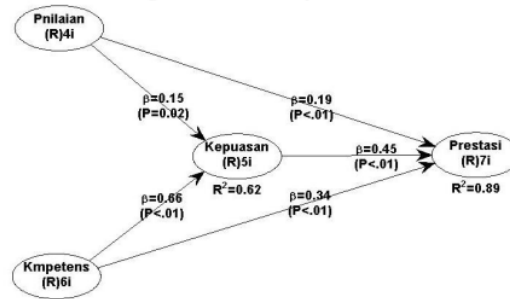 Pnilaian
(R)4i
β=0.15
(P=0.02)
β=0.19
(P<.01)
Kepuasan
(R)5i
R²=0.62
β=0.45
(P<.01)
Prestasi
(R)7i
R²=0.89
β=0.66
(P<.01)
β=0.34
(P<.01)
Kmpetens
(R)6i